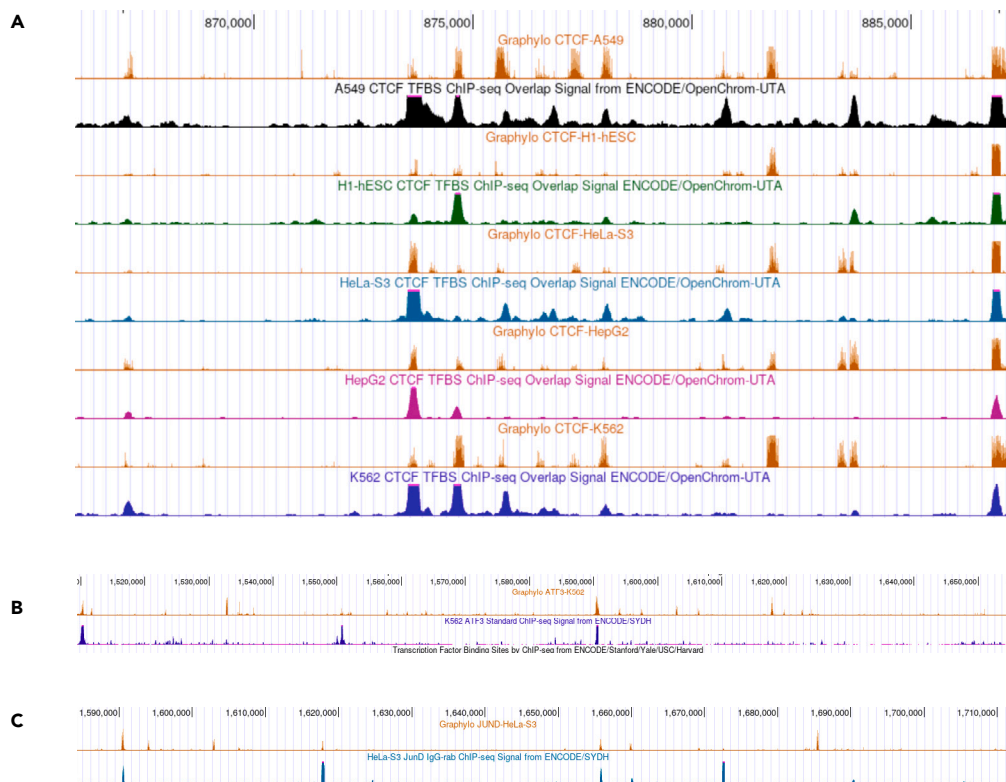 A
870,000 875,000 880,000 885,000
Graphylo CTCF-A549
A549 CTCF TFBS ChIP-seq Overlap Signal from ENCODE/OpenChrom-UTA
Graphylo CTCF-H1-hESC
H1-hESC CTCF TFBS ChIP-seq Overlap Signal ENCODE/OpenChrom-UTA
Graphylo CTCF-HeLa-S3
HeLa-S3 CTCF TFBS ChIP-seq Overlap Signal ENCODE/OpenChrom-UTA
Graphylo CTCF-HepG2
HepG2 CTCF TFBS ChIP-seq Overlap Signal ENCODE/OpenChrom-UTA
Graphylo CTCF-K562
K562 CTCF TFBS ChIP-seq Overlap Signal ENCODE/OpenChrom-UTA
B
1,520,000 1,530,000 1,540,000 1,550,000 1,560,000 1,570,000 1,580,000 1,590,000 1,600,000 1,610,000 1,620,000 1,630,000 1,640,000 1,650,000
Graphylo ATF3-K562
K562 ATF3 Standard ChIP-seq Signal from ENCODE/SYDH
Transcription Factor Binding Sites by ChIP-seq from ENCODE/Stanford/Yale/USC/Harvard
C
1,590,000 1,600,000 1,610,000 1,620,000 1,630,000 1,640,000 1,650,000 1,660,000 1,670,000 1,680,000 1,690,000 1,700,000 1,710,000
Graphylo JUND-HeLa-S3
HeLa-S3 JunD IgG-rab ChIP-seq Signal from ENCODE/SYDH